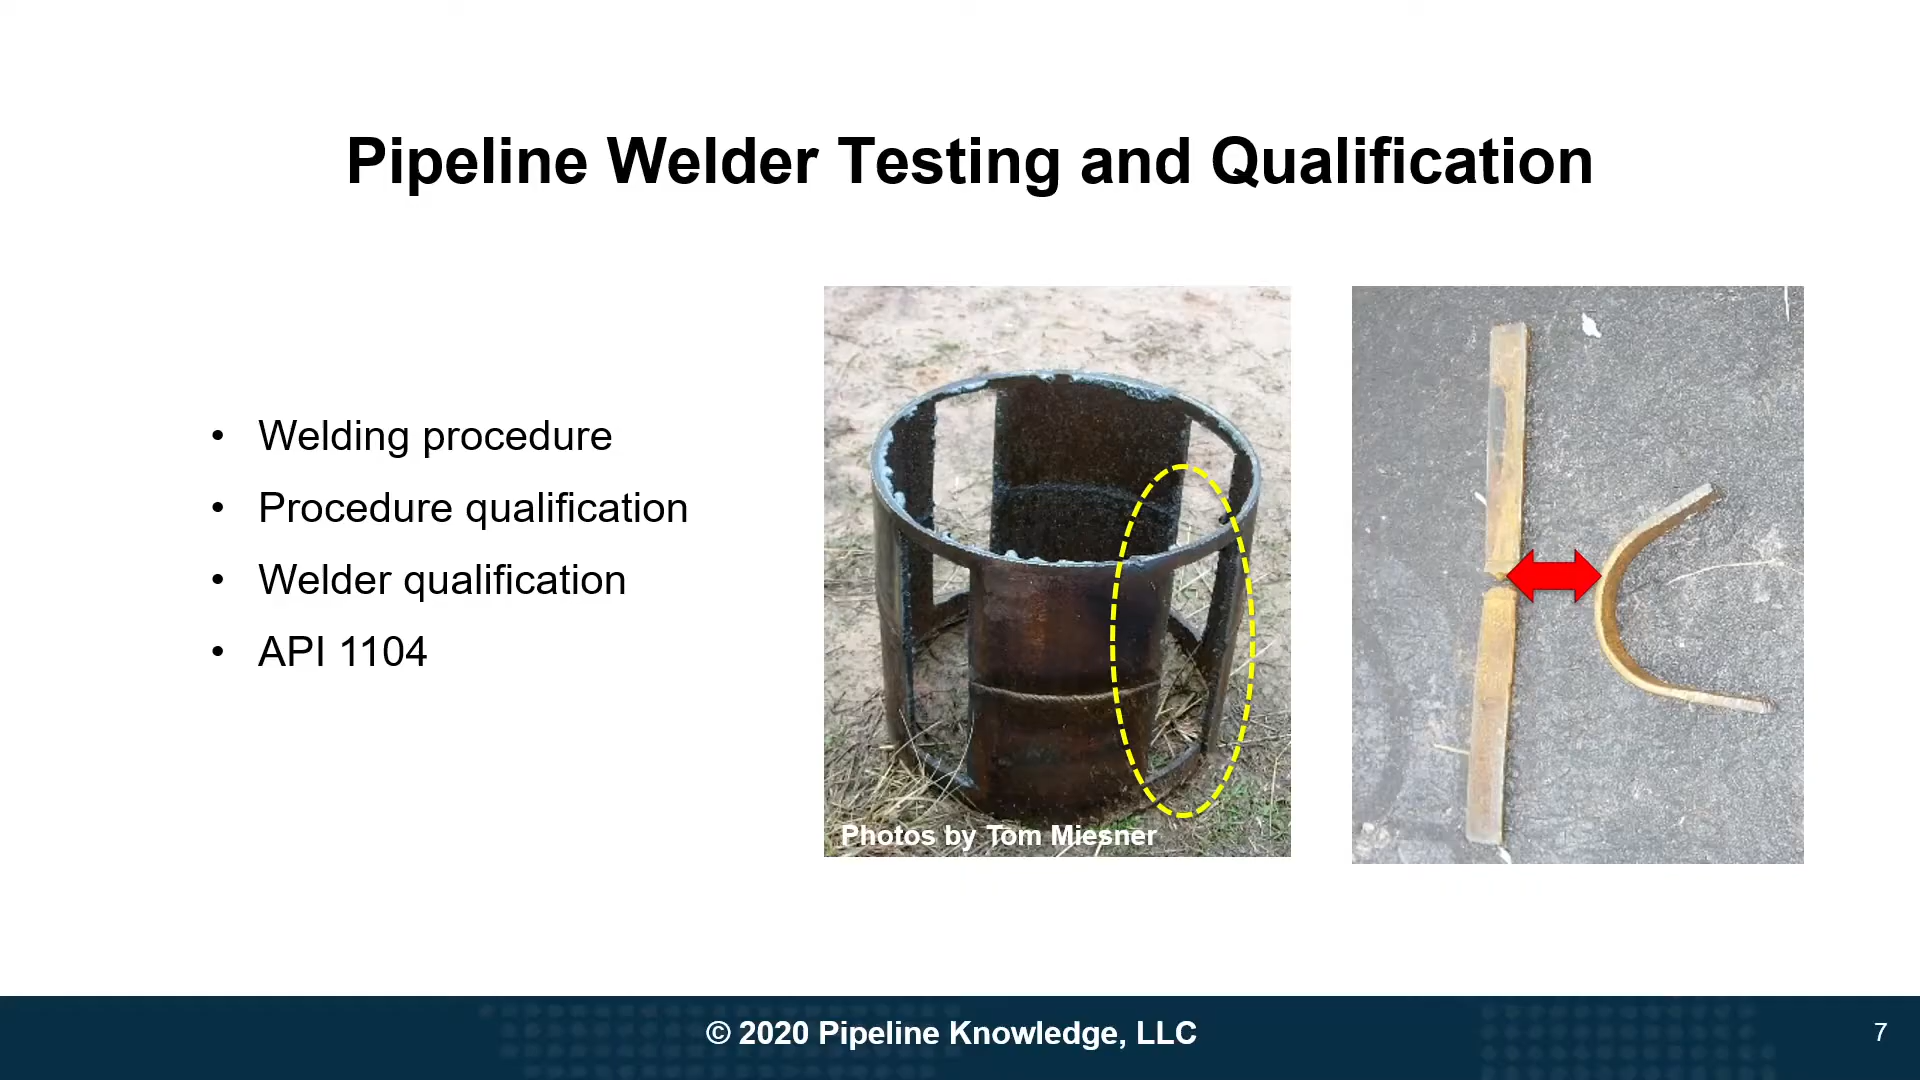 Pipeline Welder Testing and Qualification
• Welding procedure
• Procedure qualification
• Welder qualification
• API 1104
Photos by Tom Miesner
© 2020 Pipeline Knowledge, LLC
7